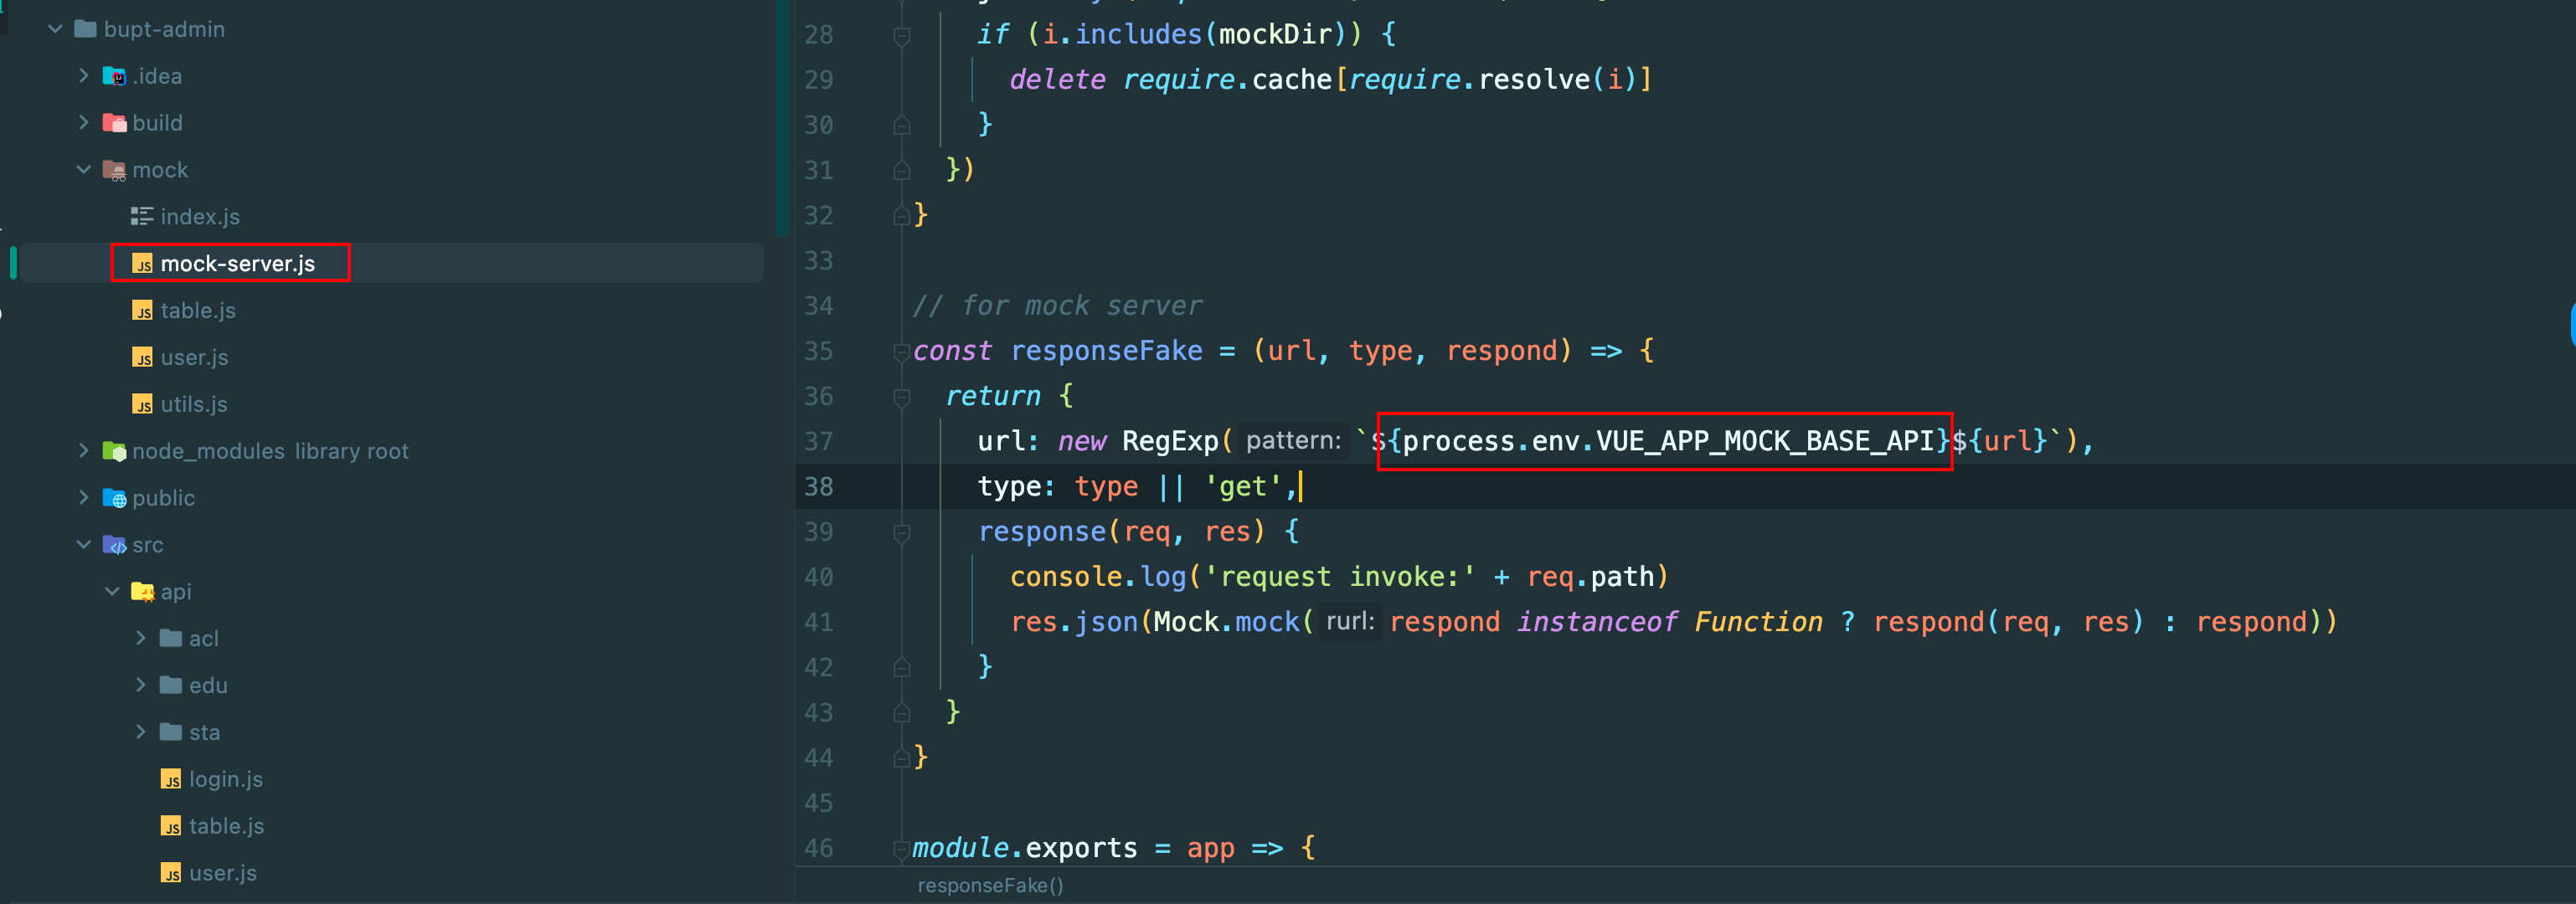 bupt-admin
.idea
build
mock
index.js
mock-server.js
table.js
user.js
utils.js
node_modules library root
public
src
api
acl
edu
sta
login.js
table.js
user.js
28 if (i.includes(mockDir)) {
29 delete require.cache[require.resolve(i)]
30 }
31 })
32 }
33
34 // for mock server
35 const responseFake = (url, type, respond) => {
36 return {
37 url: new RegExp( pattern: `${process.env.VUE_APP_MOCK_BASE_API}${url}`),
38 type: type || 'get',
39 response(req, res) {
40 console.log('request invoke:' + req.path)
41 res.json(Mock.mock( rurl: respond instanceof Function ? respond(req, res) : respond))
42 }
43 }
44 }
45
46 module.exports = app => {
responseFake()